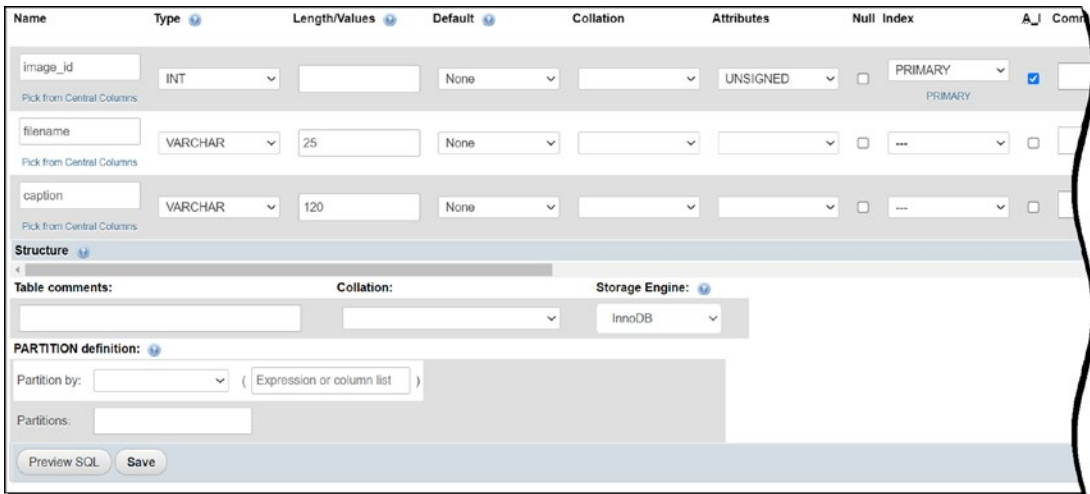 Name Type Length/Values Default Collation Attributes Null Index A_I Comm
image_id INT None UNSIGNED PRIMARY
Pick from Central Columns PRIMARY
filename VARCHAR 25 None ---
Pick from Central Columns
caption VARCHAR 120 None ---
Pick from Central Columns
Structure
Table comments: Collation: Storage Engine:
InnoDB
PARTITION definition:
Partition by: ( Expression or column list )
Partitions:
Preview SQL Save